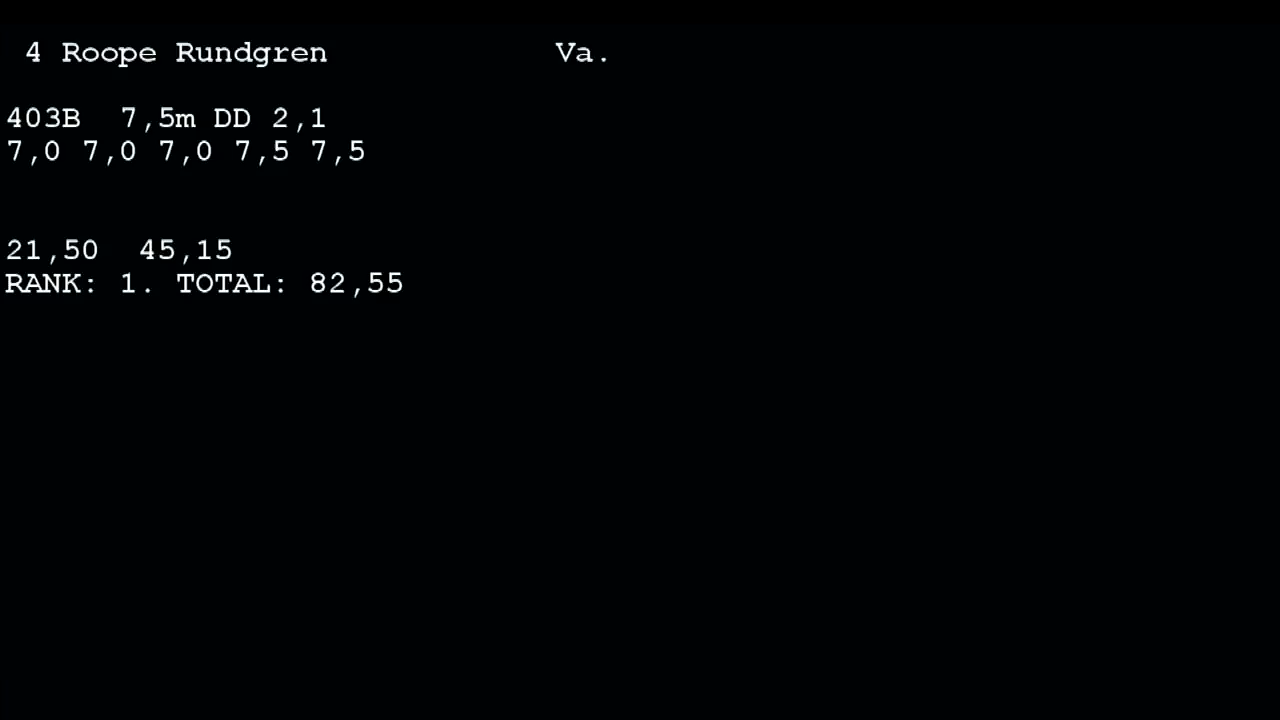 4 Roope Rundgren Va.
403B 7,5m DD 2,1
7,0 7,0 7,0 7,5 7,5
21,50 45,15
RANK: 1. TOTAL: 82,55